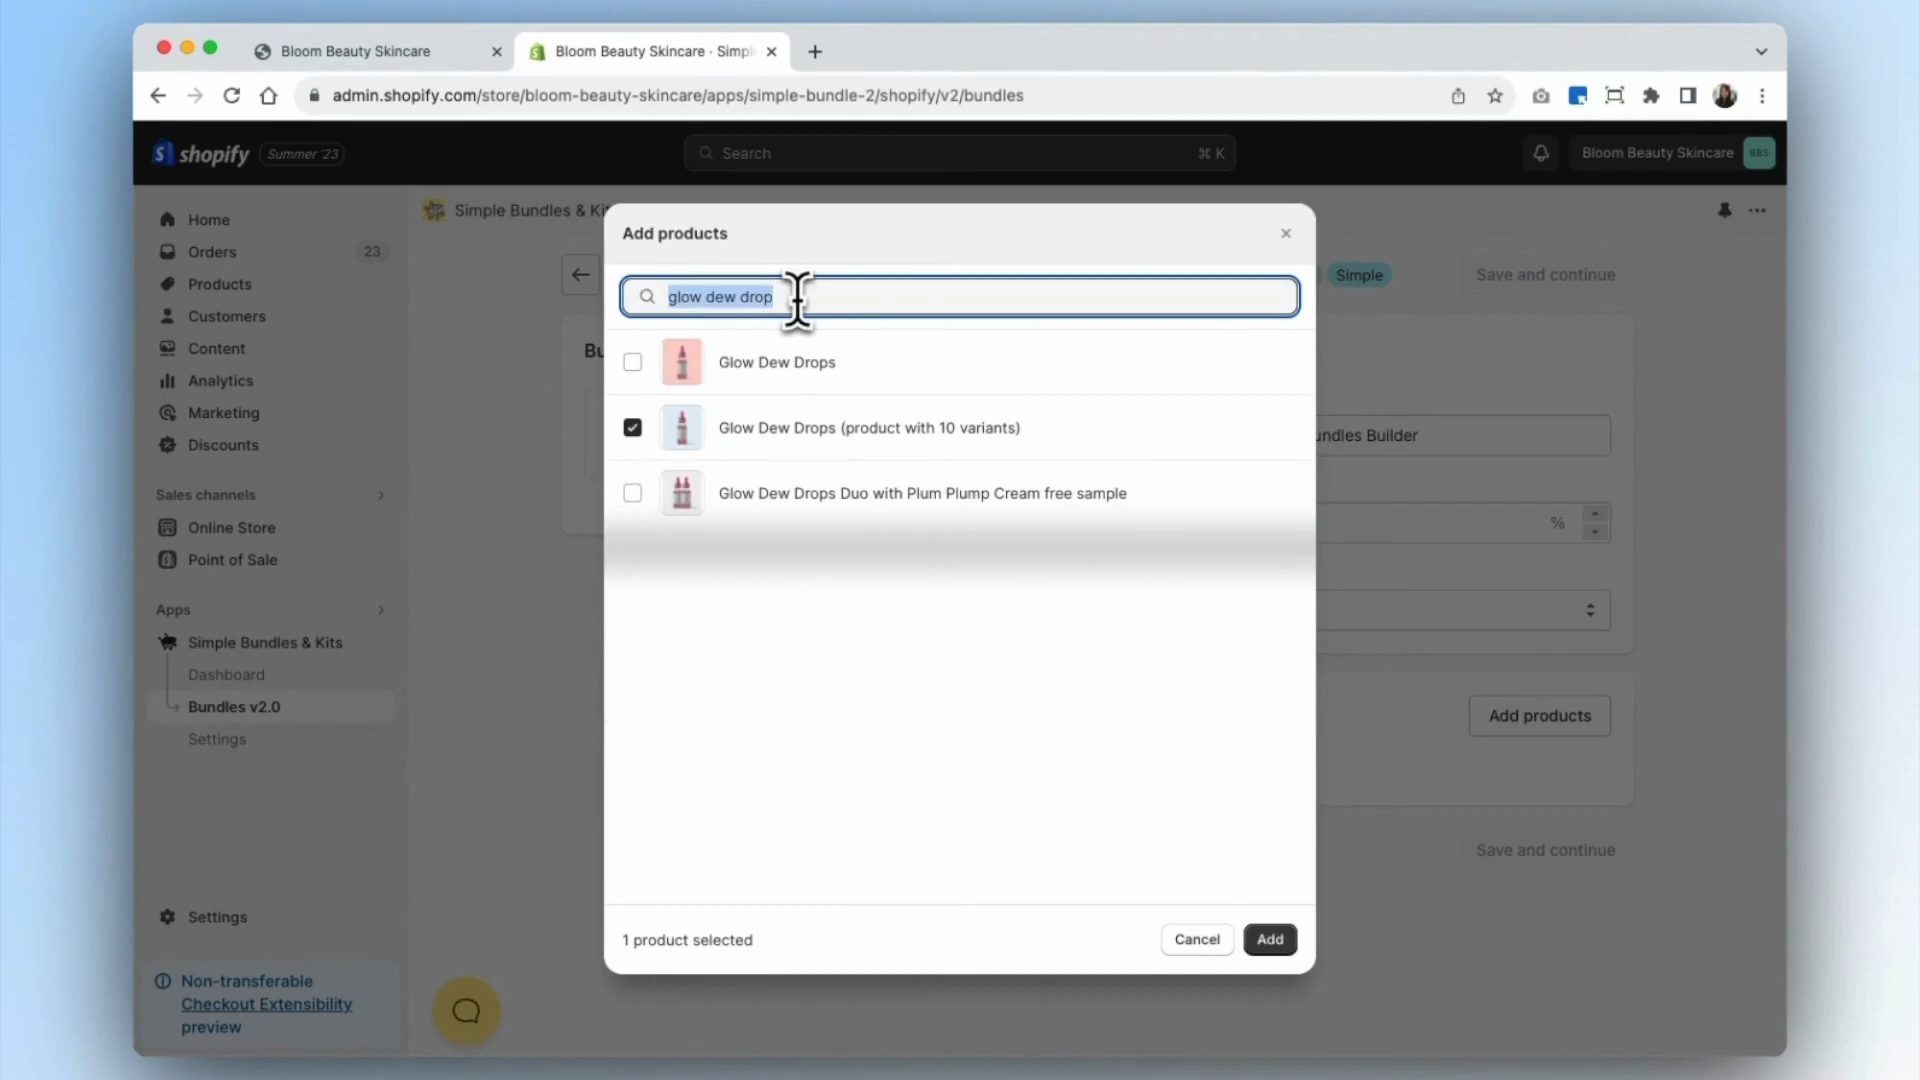 Bloom Beauty Skincare
Bloom Beauty Skincare · Simpl
admin.shopify.com/store/bloom-beauty-skincare/apps/simple-bundle-2/shopify/v2/bundles
shopify
Summer '23
Search
⌘ K
Bloom Beauty Skincare
BBS
Home
Orders
23
Products
Customers
Content
Analytics
Marketing
Discounts
Sales channels
Online Store
Point of Sale
Apps
Simple Bundles & Kits
Dashboard
Bundles v2.0
Settings
Settings
Non-transferable
Checkout Extensibility
preview
Simple Bundles & Kit
Simple
Save and continue
Bu
undles Builder
%
Add products
Save and continue
Add products
glow dew drop
Glow Dew Drops
Glow Dew Drops (product with 10 variants)
Glow Dew Drops Duo with Plum Plump Cream free sample
1 product selected
Cancel
Add